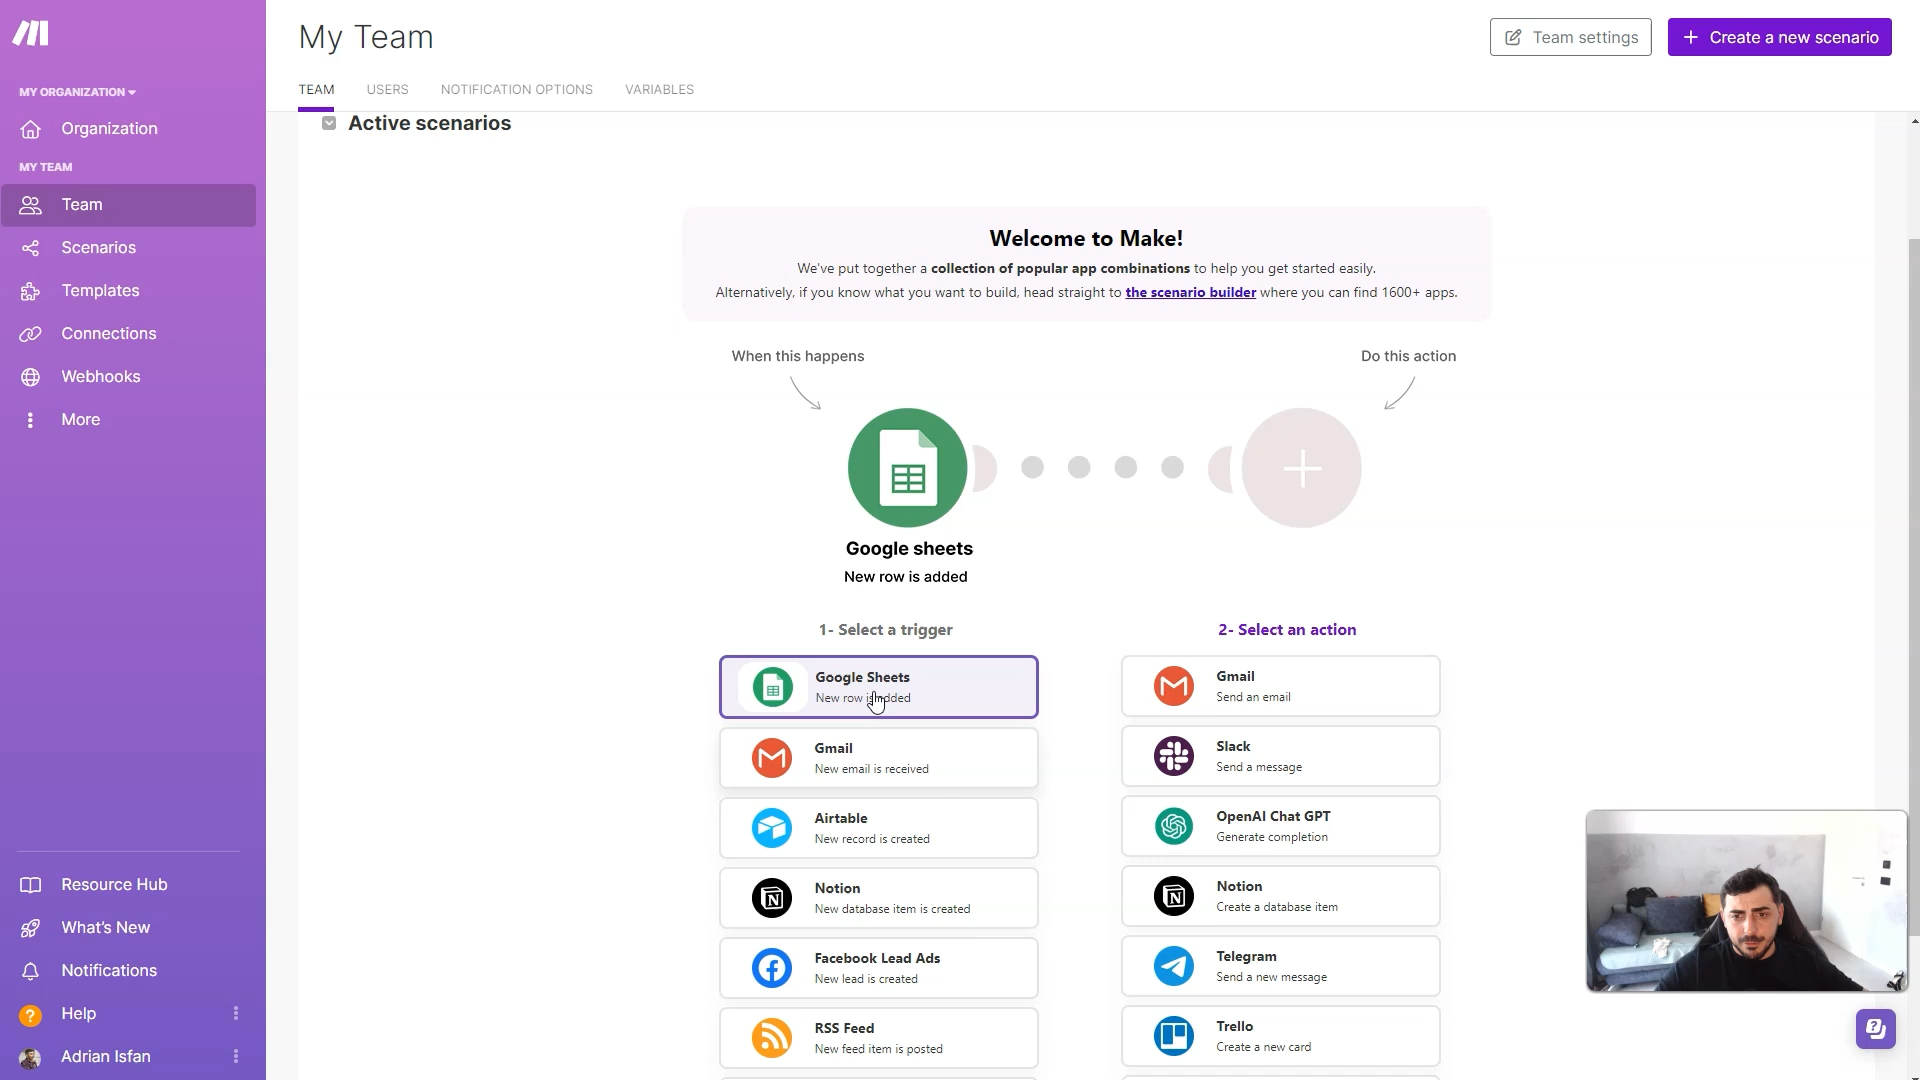 My Team
Team settings
Create a new scenario
TEAM
USERS
NOTIFICATION OPTIONS
VARIABLES
MY ORGANIZATION
Organization
MY TEAM
Team
Scenarios
Templates
Connections
Webhooks
More
Resource Hub
What's New
Notifications
? Help
Adrian Isfan
Active scenarios
Welcome to Make!
We've put together a collection of popular app combinations to help you get started easily.
Alternatively, if you know what you want to build, head straight to the scenario builder where you can find 1600+ apps.
When this happens
Do this action
Google sheets
New row is added
1- Select a trigger
Google Sheets
New row is added
Gmail
New email is received
Airtable
New record is created
Notion
New database item is created
Facebook Lead Ads
New lead is created
RSS Feed
New feed item is posted
2- Select an action
Gmail
Send an email
Slack
Send a message
OpenAI Chat GPT
Generate completion
Notion
Create a database item
Telegram
Send a new message
Trello
Create a new card